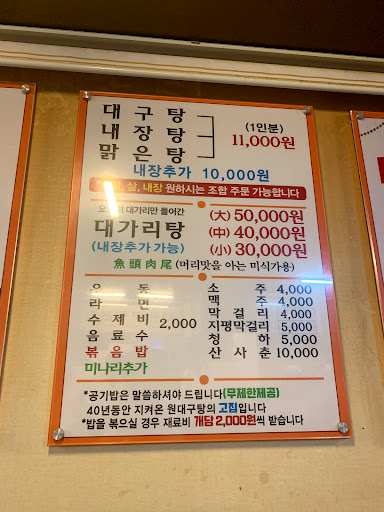 대구탕
내장탕
맑은탕
(1인분)
11,000원
내장추가 10,000원
살, 내장 원하시는 조합 주문 가능합니다
대가리만 들어간
대가리탕
(내장추가 가능)
(大) 50,000원
(中) 40,000원
(小) 30,000원
魚頭肉尾 (머리맛을 아는 미식가용)
우동
라면
수제비 2,000
음료수
볶음밥
미나리추가
소주 4,000
맥주 4,000
막걸리 4,000
지평막걸리 5,000
청하 5,000
산사춘 10,000
*공기밥은 말씀하셔야 드립니다(무제한제공)
40년동안 지켜온 원대구탕의 고집입니다
*밥을 볶으실 경우 재료비 개당 2,000원씩 받습니다